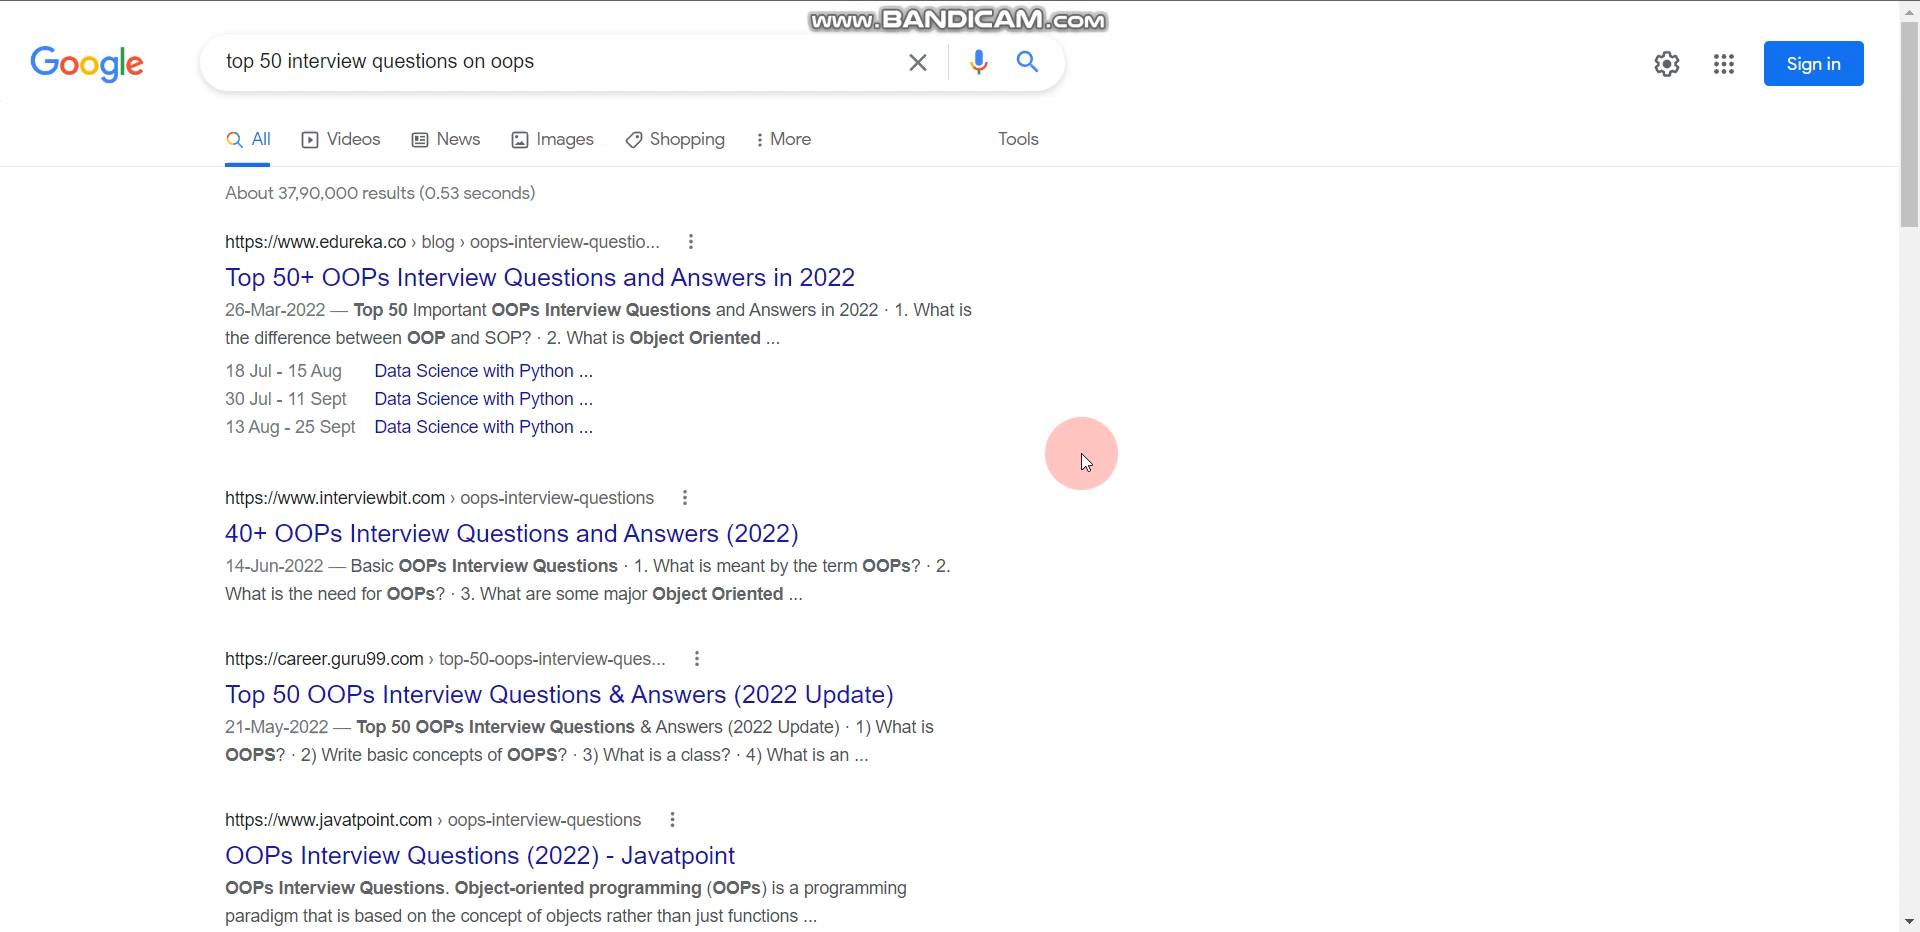 www.BANDICAM.com
Google
top 50 interview questions on oops
Sign in
All Videos News Images Shopping More Tools
About 37,90,000 results (0.53 seconds)
https://www.edureka.co › blog › oops-interview-questio...
Top 50+ OOPs Interview Questions and Answers in 2022
26-Mar-2022 — Top 50 Important OOPs Interview Questions and Answers in 2022 · 1. What is
the difference between OOP and SOP? · 2. What is Object Oriented ...
18 Jul - 15 Aug Data Science with Python ...
30 Jul - 11 Sept Data Science with Python ...
13 Aug - 25 Sept Data Science with Python ...
https://www.interviewbit.com › oops-interview-questions
40+ OOPs Interview Questions and Answers (2022)
14-Jun-2022 — Basic OOPs Interview Questions · 1. What is meant by the term OOPs? · 2.
What is the need for OOPs? · 3. What are some major Object Oriented ...
https://career.guru99.com › top-50-oops-interview-ques...
Top 50 OOPs Interview Questions & Answers (2022 Update)
21-May-2022 — Top 50 OOPs Interview Questions & Answers (2022 Update) · 1) What is
OOPS? · 2) Write basic concepts of OOPS? · 3) What is a class? · 4) What is an ...
https://www.javatpoint.com › oops-interview-questions
OOPs Interview Questions (2022) - Javatpoint
OOPs Interview Questions. Object-oriented programming (OOPs) is a programming
paradigm that is based on the concept of objects rather than just functions ...